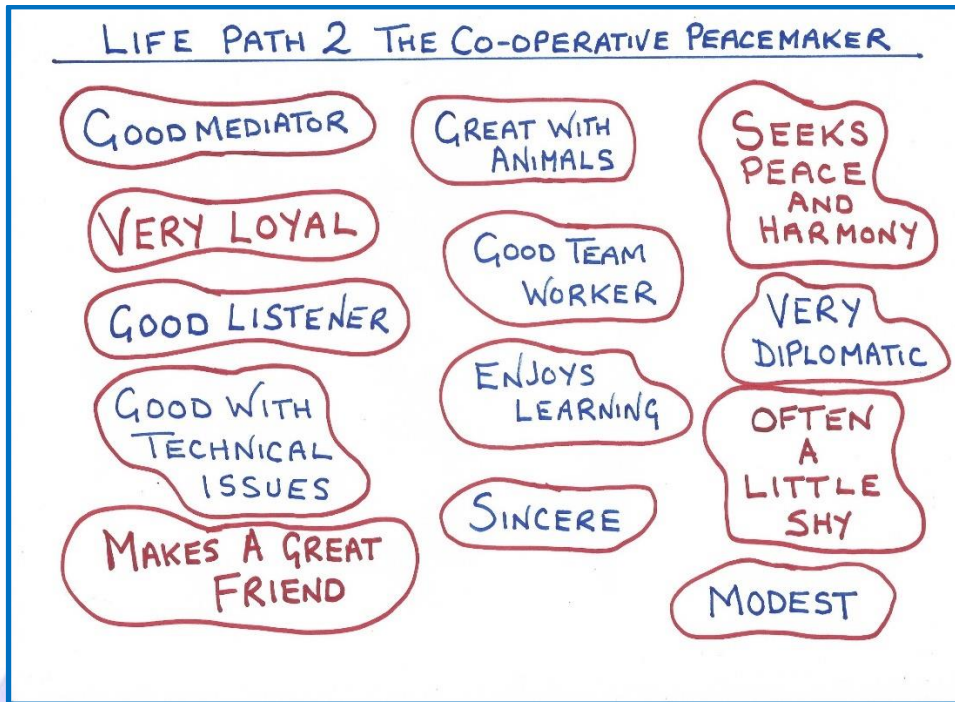 LIFE PATH 2 THE CO-OPERATIVE PEACEMAKER
GOOD MEDIATOR
VERY LOYAL
GOOD LISTENER
GOOD WITH
TECHNICAL
ISSUES
MAKES A GREAT
FRIEND
GREAT WITH
ANIMALS
GOOD TEAM
WORKER
ENJOYS
LEARNING
SINCERE
SEEKS
PEACE
AND
HARMONY
VERY
DIPLOMATIC
OFTEN
A
LITTLE
SHY
MODEST